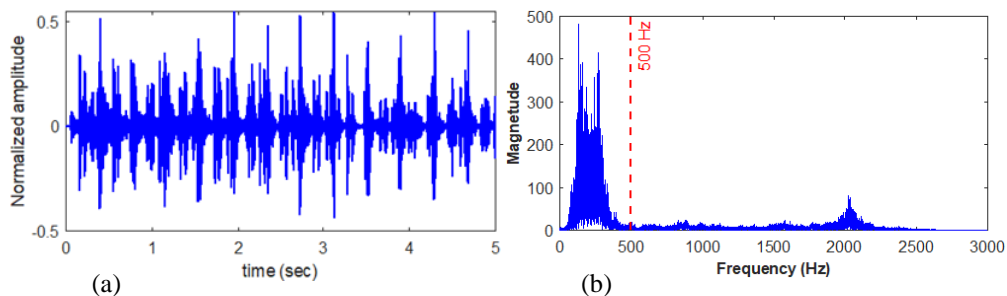 Normalized amplitude
0.5
0
-0.5
0 1 2 3 4 5
time (sec)
(a)
Magnitude
500
400
300
200
100
0
500 Hz
0 500 1000 1500 2000 2500 3000
Frequency (Hz)
(b)